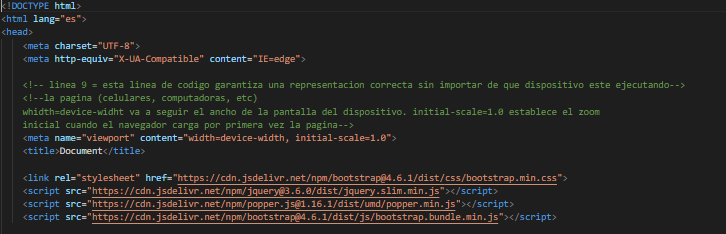 <!DOCTYPE html>
<html lang="es">
<head>
<meta charset="UTF-8">
<meta http-equiv="X-UA-Compatible" content="IE=edge">
<!-- linea 9 = esta linea de codigo garantiza una representacion correcta sin importar de que dispositivo este ejecutando-->
<!--la pagina (celulares, computadoras, etc)
whidth=device-widht va a seguir el ancho de la pantalla del dispositivo. initial-scale=1.0 establece el zoom
inicial cuando el navegador carga por primera vez la pagina-->
<meta name="viewport" content="width=device-width, initial-scale=1.0">
<title>Document</title>
<link rel="stylesheet" href="https://cdn.jsdelivr.net/npm/bootstrap@4.6.1/dist/css/bootstrap.min.css">
<script src="https://cdn.jsdelivr.net/npm/jquery@3.6.0/dist/jquery.slim.min.js"></script>
<script src="https://cdn.jsdelivr.net/npm/popper.js@1.16.1/dist/umd/popper.min.js"></script>
<script src="https://cdn.jsdelivr.net/npm/bootstrap@4.6.1/dist/js/bootstrap.bundle.min.js"></script>